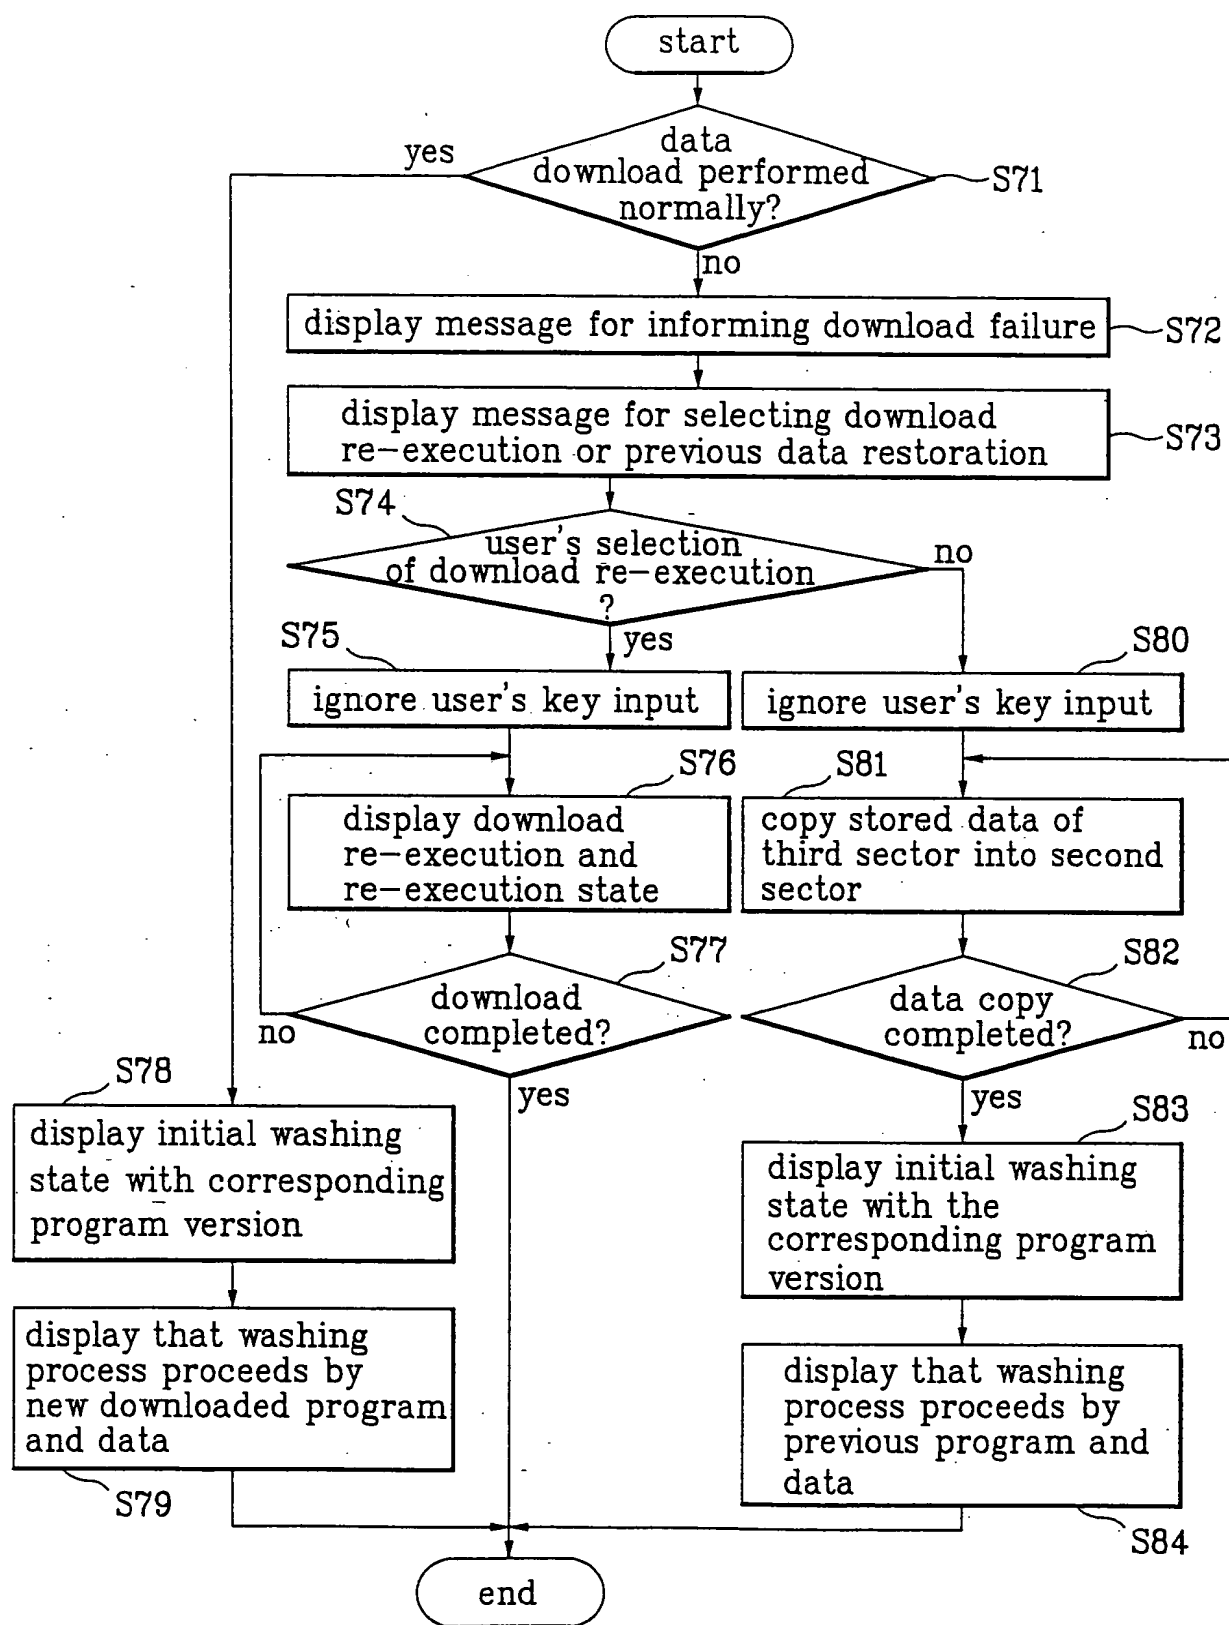 start
data
download performed
normally?
yes
S71
no
display message for informing download failure
S72
display message for selecting download
re-execution or previous data restoration
S73
S74
user's selection
of download re-execution
?
no
yes
S75
ignore user's key input
S80
ignore user's key input
S76
display download
re-execution and
re-execution state
S81
copy stored data of
third sector into second
sector
S77
download
completed?
no
yes
S82
data copy
completed?
no
yes
S78
display initial washing
state with corresponding
program version
S83
display initial washing
state with the
corresponding program
version
display that washing
process proceeds by
new downloaded program
and data
S79
display that washing
process proceeds by
previous program and
data
S84
end